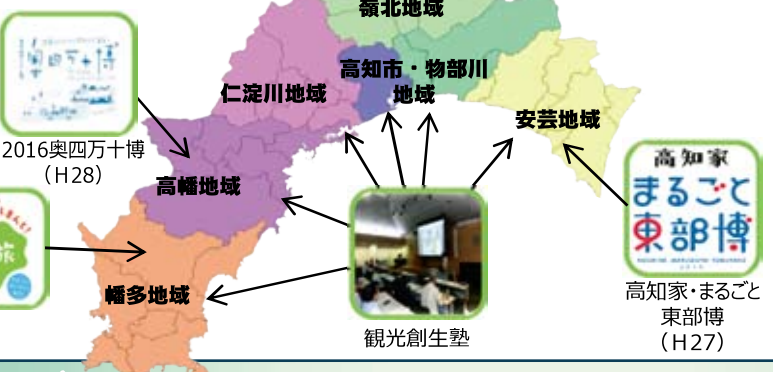 嶺北地域
高知市・物部川
地域
仁淀川地域
安芸地域
2016奥四万十博
（H28）
高幡地域
高知家
まるごと
東部博
幡多地域
旅
観光創生塾
高知家・まるごと
東部博
（H27）